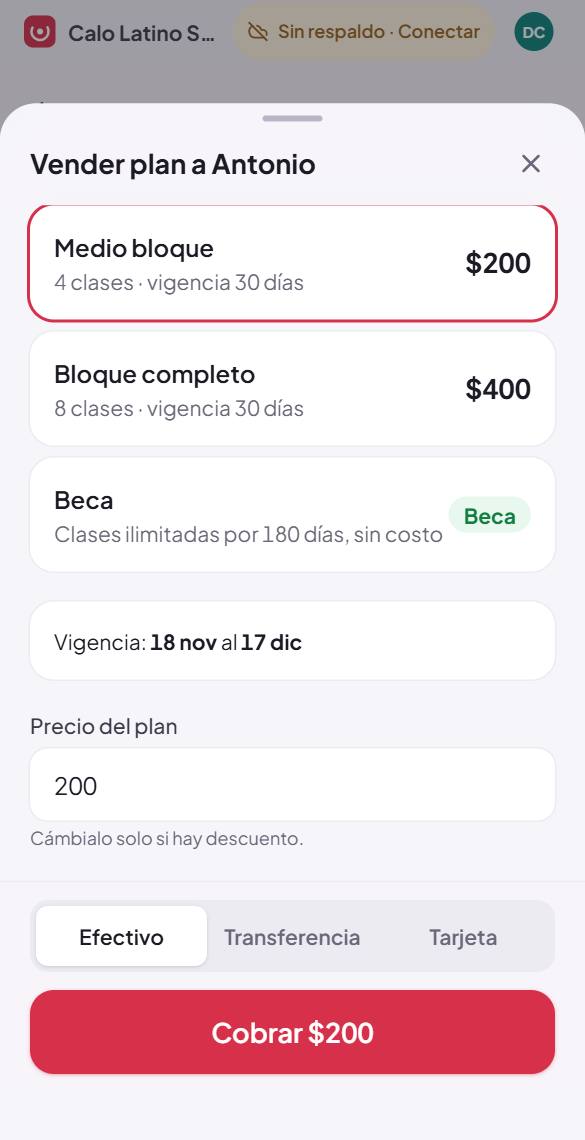 Calo Latino S...
Sin respaldo · Conectar
DC
Vender plan a Antonio
Medio bloque
4 clases · vigencia 30 días
$200
Bloque completo
8 clases · vigencia 30 días
$400
Beca
Clases ilimitadas por 180 días, sin costo
Beca
Vigencia: 18 nov al 17 dic
Precio del plan
200
Cámbialo solo si hay descuento.
Efectivo
Transferencia
Tarjeta
Cobrar $200